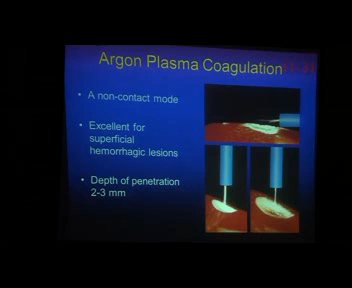 Argon Plasma Coagulation
• A non-contact mode
• Excellent for
superficial
hemorrhagic lesions
• Depth of penetration
2-3 mm